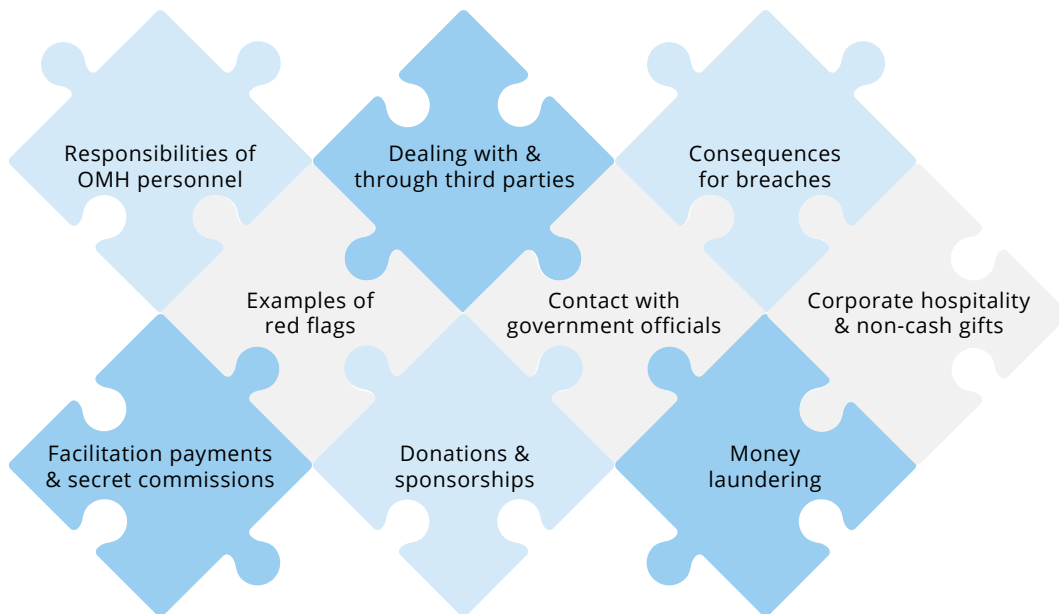 Responsibilities of
OMH personnel
Dealing with &
through third parties
Consequences
for breaches
Examples of
red flags
Contact with
government officials
Corporate hospitality
& non-cash gifts
Facilitation payments
& secret commissions
Donations &
sponsorships
Money
laundering